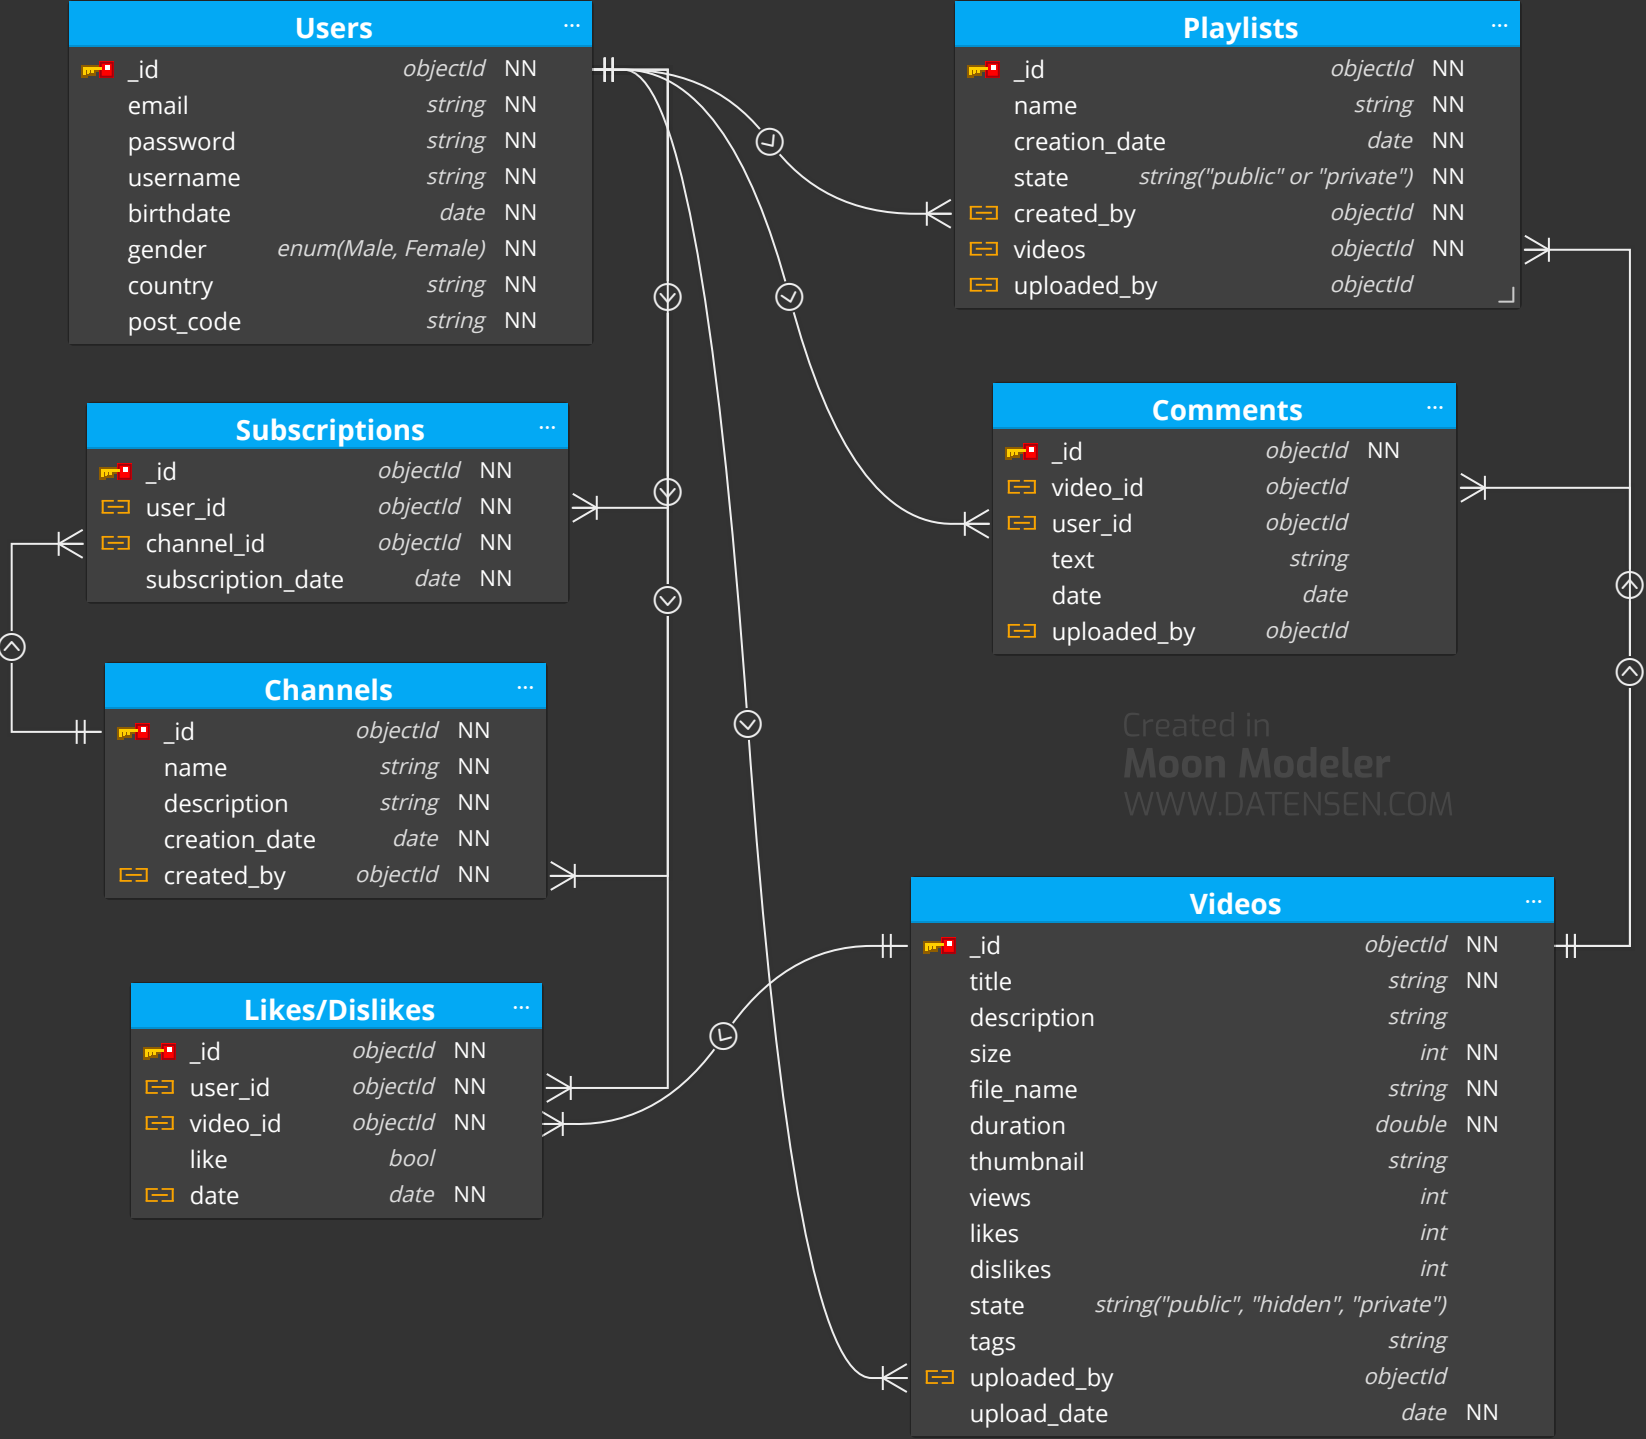 Users ...
_id objectId NN
email string NN
password string NN
username string NN
birthdate date NN
gender enum(Male, Female) NN
country string NN
post_code string NN
Playlists ...
_id objectId NN
name string NN
creation_date date NN
state string("public" or "private") NN
created_by objectId NN
videos objectId NN
uploaded_by objectId
Subscriptions ...
_id objectId NN
user_id objectId NN
channel_id objectId NN
subscription_date date NN
Comments ...
_id objectId NN
video_id objectId
user_id objectId
text string
date date
uploaded_by objectId
Channels ...
_id objectId NN
name string NN
description string NN
creation_date date NN
created_by objectId NN
Created in
Moon Modeler
WWW.DATENSEN.COM
Likes/Dislikes ...
_id objectId NN
user_id objectId NN
video_id objectId NN
like bool
date date NN
Videos ...
_id objectId NN
title string NN
description string
size int NN
file_name string NN
duration double NN
thumbnail string
views int
likes int
dislikes int
state string("public", "hidden", "private")
tags string
uploaded_by objectId
upload_date date NN